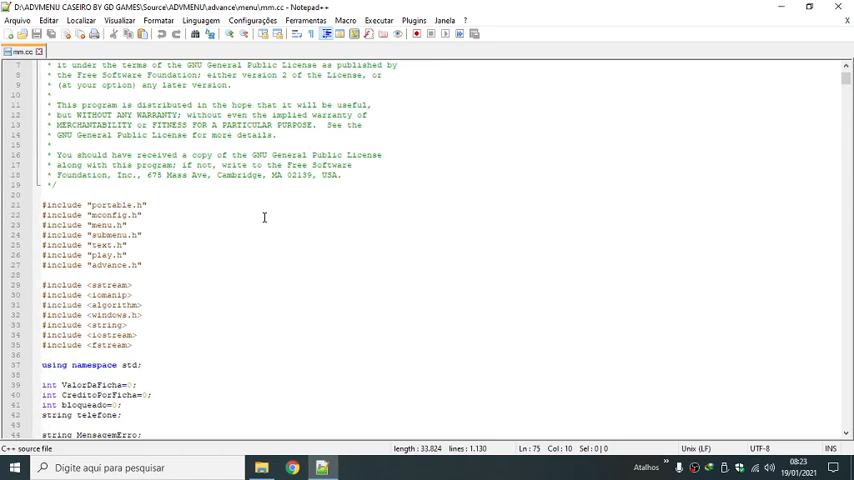 D:\ADVMENU CASEIRO BY GD GAMES\Source\ADVMENU\advance\menu\mm.cc - Notepad++
Arquivo Editar Localizar Visualizar Formatar Linguagem Configurações Ferramentas Macro Executar Plugins Janela ? X
mm.cc
7 * it under the terms of the GNU General Public License as published by
8 * the Free Software Foundation; either version 2 of the License, or
9 * (at your option) any later version.
10 *
11 * This program is distributed in the hope that it will be useful,
12 * but WITHOUT ANY WARRANTY; without even the implied warranty of
13 * MERCHANTABILITY or FITNESS FOR A PARTICULAR PURPOSE.  See the
14 * GNU General Public License for more details.
15 *
16 * You should have received a copy of the GNU General Public License
17 * along with this program; if not, write to the Free Software
18 * Foundation, Inc., 675 Mass Ave, Cambridge, MA 02139, USA.
19 */
20
21 #include "portable.h"
22 #include "mconfig.h"
23 #include "menu.h"
24 #include "submenu.h"
25 #include "text.h"
26 #include "play.h"
27 #include "advance.h"
28
29 #include <sstream>
30 #include <iomanip>
31 #include <algorithm>
32 #include <windows.h>
33 #include <string>
34 #include <iostream>
35 #include <fstream>
36
37 using namespace std;
38
39 int ValorDaFicha=0;
40 int CreditoPorFicha=0;
41 int bloqueado=0;
42 string telefone;
43
44 string MensagemErro;
C++ source file length : 33.824 lines : 1.130 Ln : 75 Col : 10 Sel : 0 | 0 Unix (LF) UTF-8 INS
Digite aqui para pesquisar Atalhos 08:23
19/01/2021